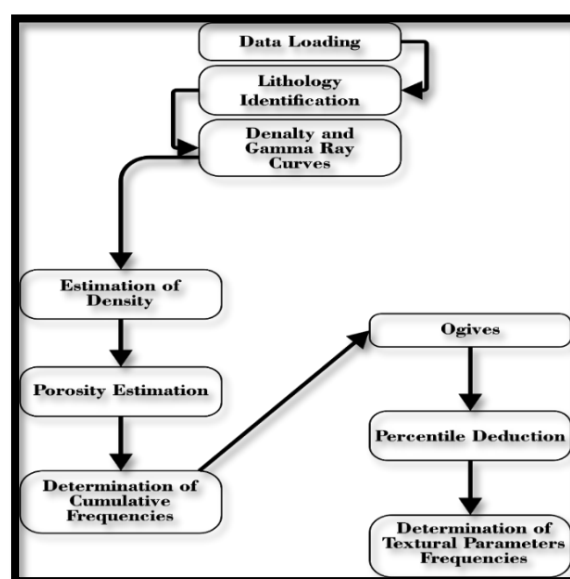 Data Loading
Lithology
Identification
Denalty and
Gamma Ray
Curves
Estimation of
Density
Porosity Estimation
Determination of
Cumulative
Frequencies
Ogives
Percentile Deduction
Determination of
Textural Parameters
Frequencies